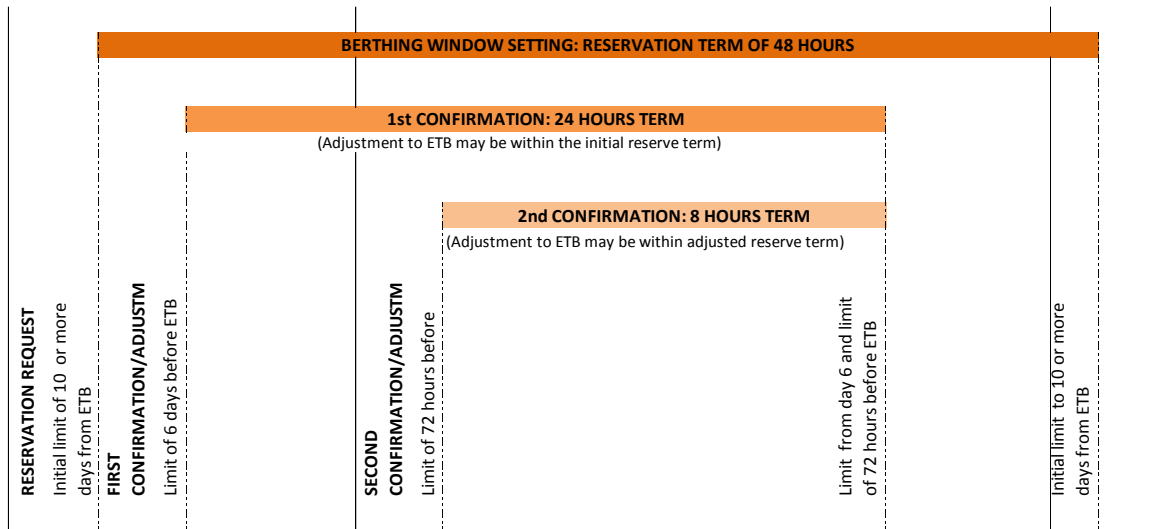 BERTHING WINDOW SETTING: RESERVATION TERM OF 48 HOURS
1st CONFIRMATION: 24 HOURS TERM
(Adjustment to ETB may be within the initial reserve term)
2nd CONFIRMATION: 8 HOURS TERM
(Adjustment to ETB may be within adjusted reserve term)
RESERVATION REQUEST
Initial limit of 10  or more
days from ETB
FIRST
CONFIRMATION/ADJUSTM
Limit of 6 days before ETB
SECOND
CONFIRMATION/ADJUSTM
Limit of 72 hours before
Limit  from day 6 and limit
of 72 hours before ETB
Initial limit  to 10 or more
days from ETB